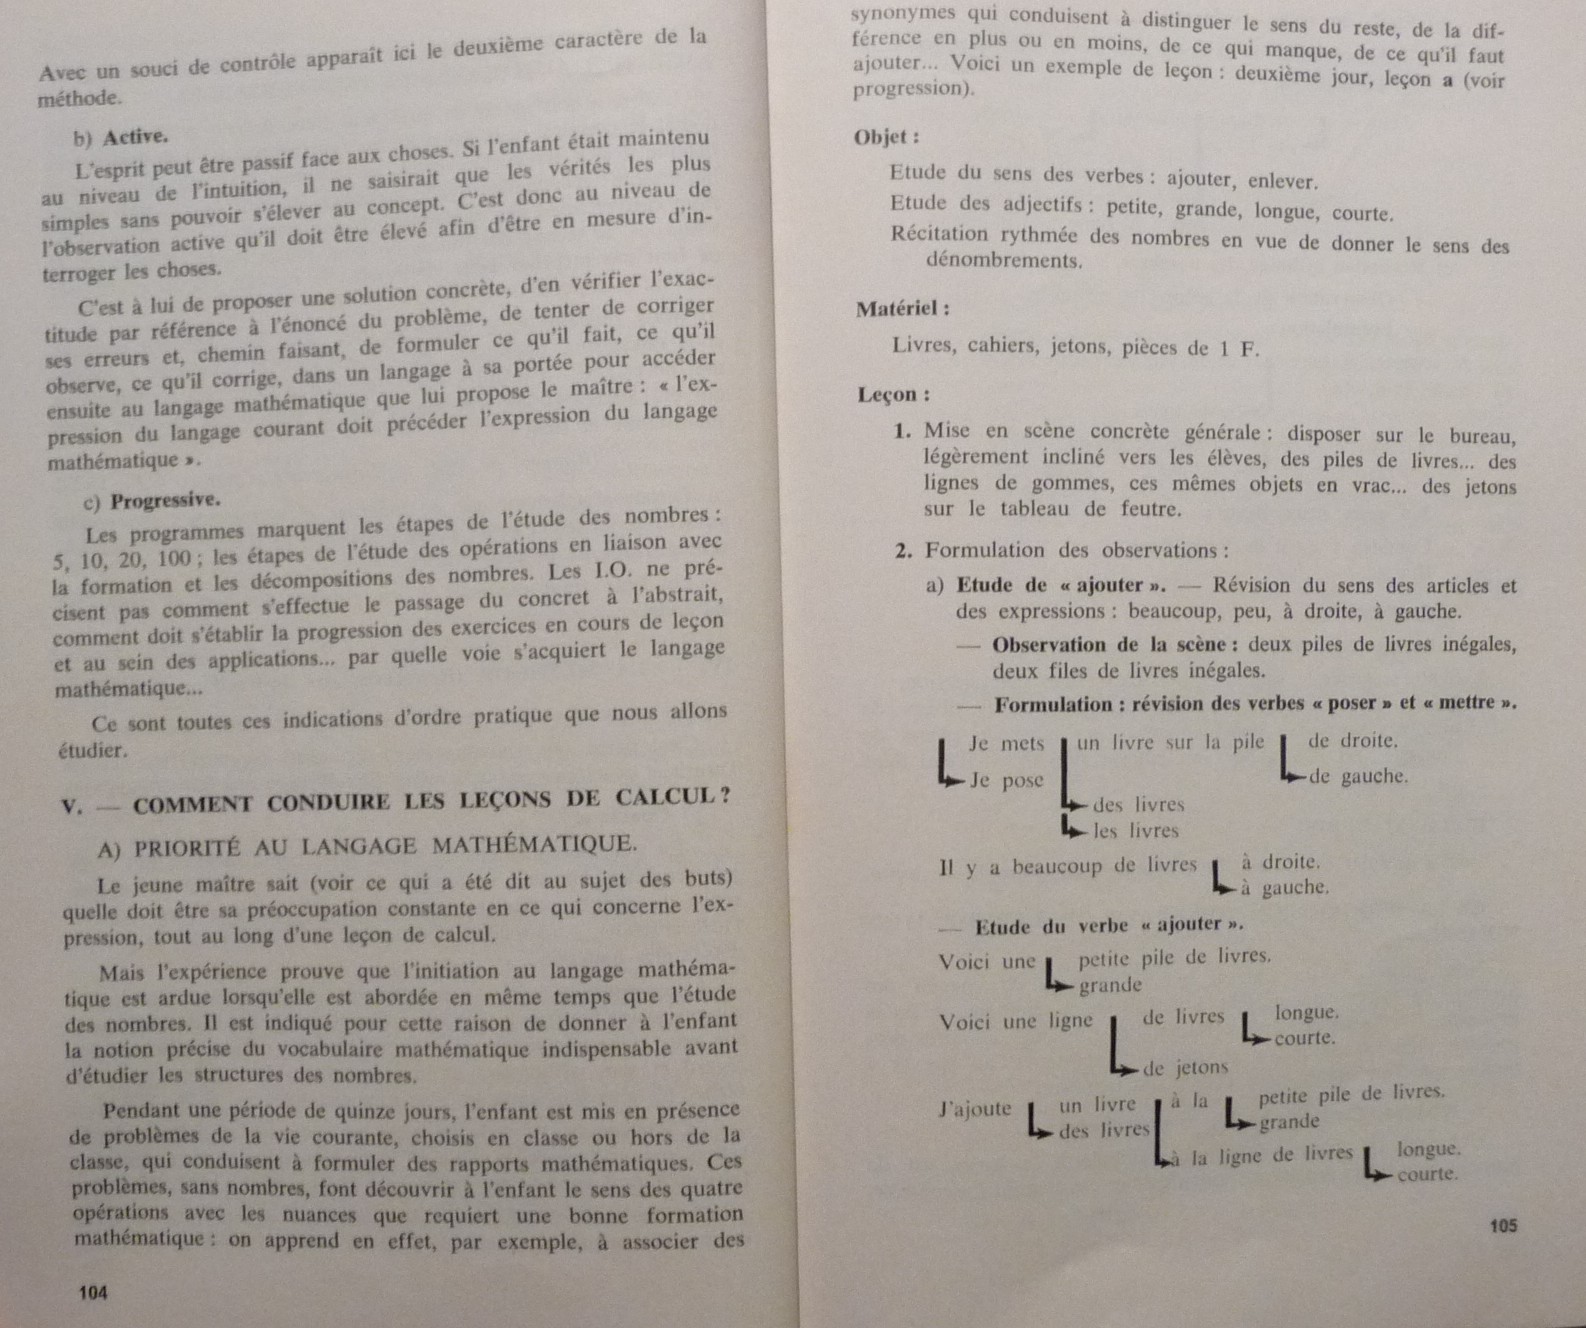 Avec un souci de contrôle apparaît ici le deuxième caractère de la
méthode.
b) Active.
L'esprit peut être passif face aux choses. Si l'enfant était maintenu
au niveau de l'intuition, il ne saisirait que les vérités les plus
simples sans pouvoir s'élever au concept. C'est donc au niveau de
l'observation active qu'il doit être élevé afin d'être en mesure d'in-
terroger les choses.
C'est à lui de proposer une solution concrète, d'en vérifier l'exac-
titude par référence à l'énoncé du problème, de tenter de corriger
ses erreurs et, chemin faisant, de formuler ce qu'il fait, ce qu'il
observe, ce qu'il corrige, dans un langage à sa portée pour accéder
ensuite au langage mathématique que lui propose le maître : « l'ex-
pression du langage courant doit précéder l'expression du langage
mathématique ».
c) Progressive.
Les programmes marquent les étapes de l'étude des nombres :
5, 10, 20, 100 ; les étapes de l'étude des opérations en liaison avec
la formation et les décompositions des nombres. Les I.O. ne pré-
cisent pas comment s'effectue le passage du concret à l'abstrait,
comment doit s'établir la progression des exercices en cours de leçon
et au sein des applications... par quelle voie s'acquiert le langage
mathématique...
Ce sont toutes ces indications d'ordre pratique que nous allons
étudier.
V. — COMMENT CONDUIRE LES LEÇONS DE CALCUL ?
A) PRIORITÉ AU LANGAGE MATHÉMATIQUE.
Le jeune maître sait (voir ce qui a été dit au sujet des buts)
quelle doit être sa préoccupation constante en ce qui concerne l'ex-
pression, tout au long d'une leçon de calcul.
Mais l'expérience prouve que l'initiation au langage mathéma-
tique est ardue lorsqu'elle est abordée en même temps que l'étude
des nombres. Il est indiqué pour cette raison de donner à l'enfant
la notion précise du vocabulaire mathématique indispensable avant
d'étudier les structures des nombres.
Pendant une période de quinze jours, l'enfant est mis en présence
de problèmes de la vie courante, choisis en classe ou hors de la
classe, qui conduisent à formuler des rapports mathématiques. Ces
problèmes, sans nombres, font découvrir à l'enfant le sens des quatre
opérations avec les nuances que requiert une bonne formation
mathématique : on apprend en effet, par exemple, à associer des
104
synonymes qui conduisent à distinguer le sens du reste, de la dif-
férence en plus ou en moins, de ce qui manque, de ce qu'il faut
ajouter... Voici un exemple de leçon : deuxième jour, leçon a (voir
progression).
Objet :
Etude du sens des verbes : ajouter, enlever.
Etude des adjectifs : petite, grande, longue, courte.
Récitation rythmée des nombres en vue de donner le sens des
dénombrements.
Matériel :
Livres, cahiers, jetons, pièces de 1 F.
Leçon :
1. Mise en scène concrète générale : disposer sur le bureau,
légèrement incliné vers les élèves, des piles de livres... des
lignes de gommes, ces mêmes objets en vrac... des jetons
sur le tableau de feutre.
2. Formulation des observations :
a) Etude de « ajouter ». — Révision du sens des articles et
des expressions : beaucoup, peu, à droite, à gauche.
— Observation de la scène : deux piles de livres inégales,
deux files de livres inégales.
— Formulation : révision des verbes « poser » et « mettre ».
Je mets un livre sur la pile de droite.
Je pose de gauche.
des livres
les livres
Il y a beaucoup de livres à droite.
à gauche.
— Etude du verbe « ajouter ».
Voici une petite pile de livres.
grande
Voici une ligne de livres longue.
courte.
de jetons
J'ajoute un livre à la petite pile de livres.
des livres grande
à la ligne de livres longue.
courte.
105